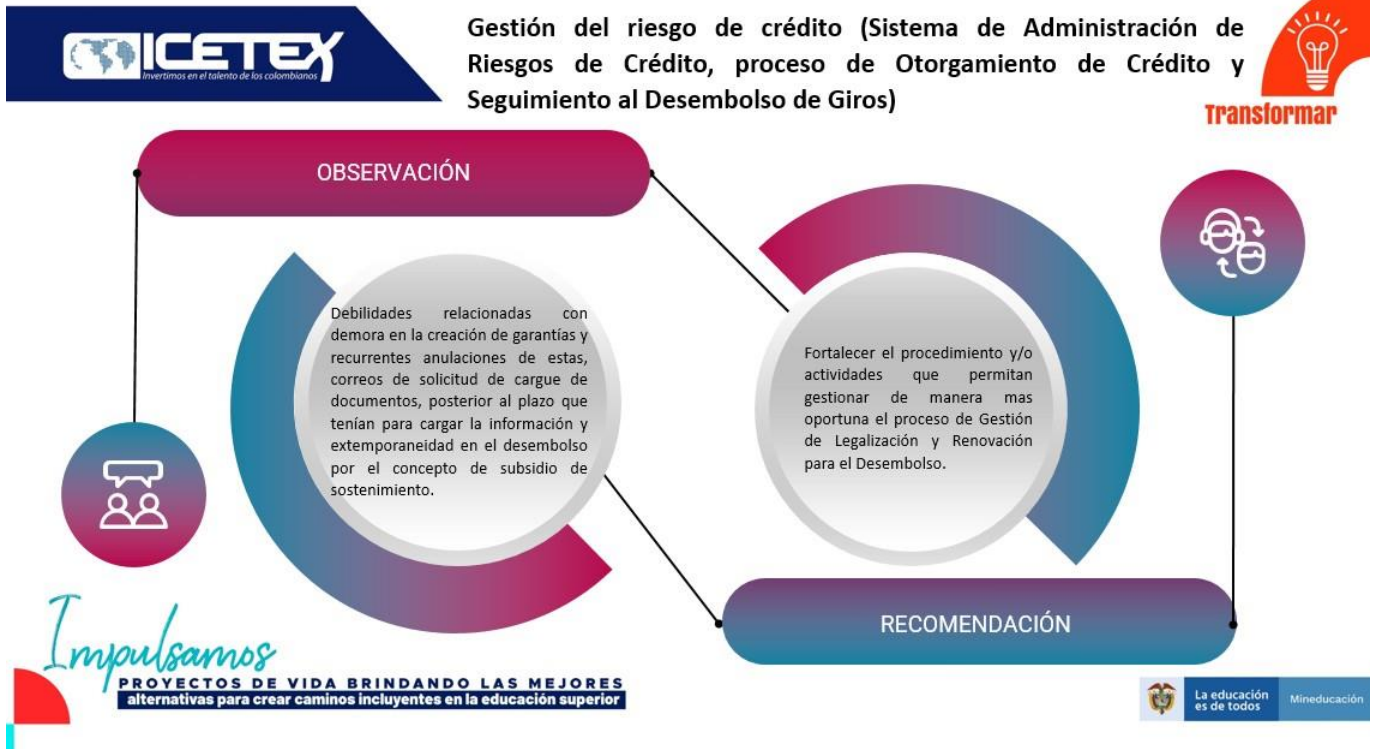 ICETEX
Invertimos en el talento de los colombianos
Gestión del riesgo de crédito (Sistema de Administración de
Riesgos de Crédito, proceso de Otorgamiento de Crédito y
Seguimiento al Desembolso de Giros)
Transformar
OBSERVACIÓN
Debilidades relacionadas con
demora en la creación de garantías y
recurrentes anulaciones de estas,
correos de solicitud de cargue de
documentos, posterior al plazo que
tenían para cargar la información y
extemporaneidad en el desembolso
por el concepto de subsidio de
sostenimiento.
Fortalecer el procedimiento y/o
actividades que permitan
gestionar de manera mas
oportuna el proceso de Gestión
de Legalización y Renovación
para el Desembolso.
RECOMENDACIÓN
Impulsamos
PROYECTOS DE VIDA BRINDANDO LAS MEJORES
alternativas para crear caminos incluyentes en la educación superior
La educación
es de todos
Mineducación